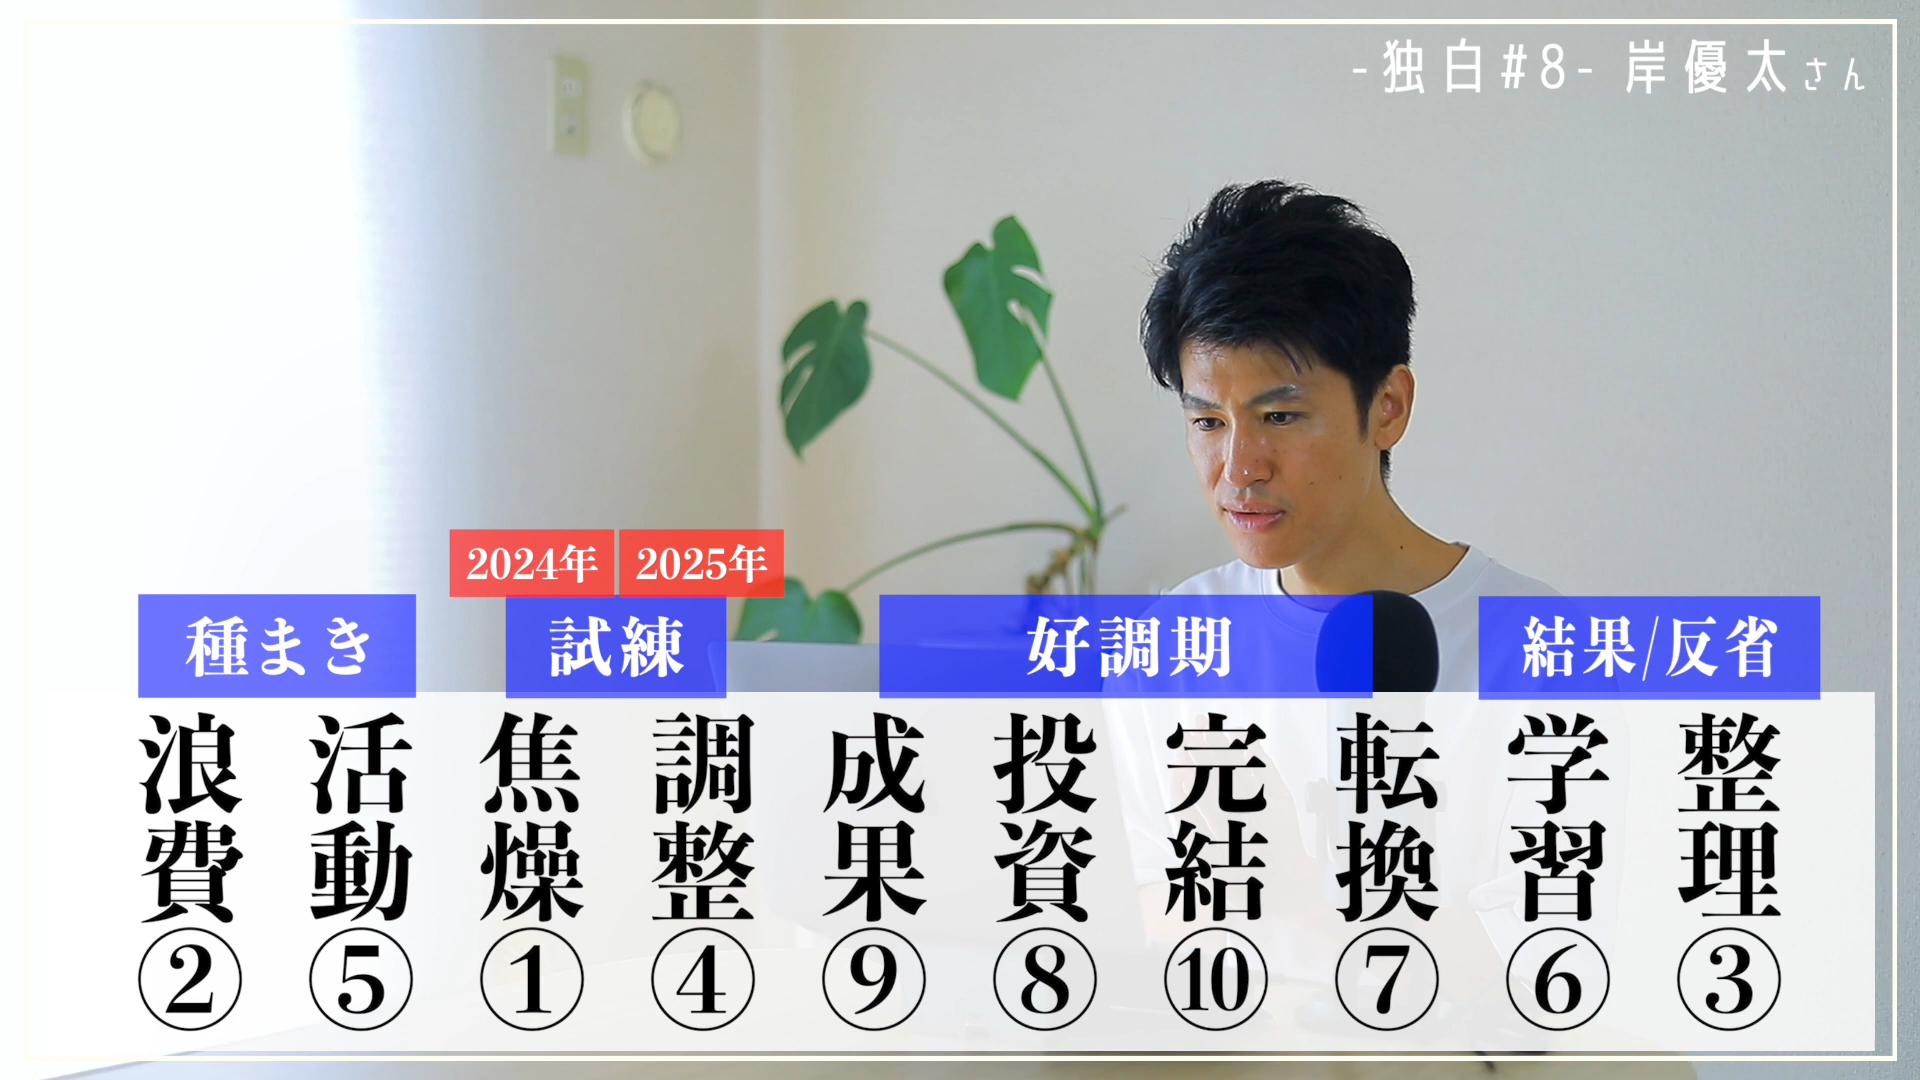 -独白#8- 岸優太さん
2024年 2025年
種まき 試練 好調期 結果/反省
浪費② 活動⑤ 焦燥① 調整④ 成果⑨ 投資⑧ 完結⑩ 転換⑦ 学習⑥ 整理③